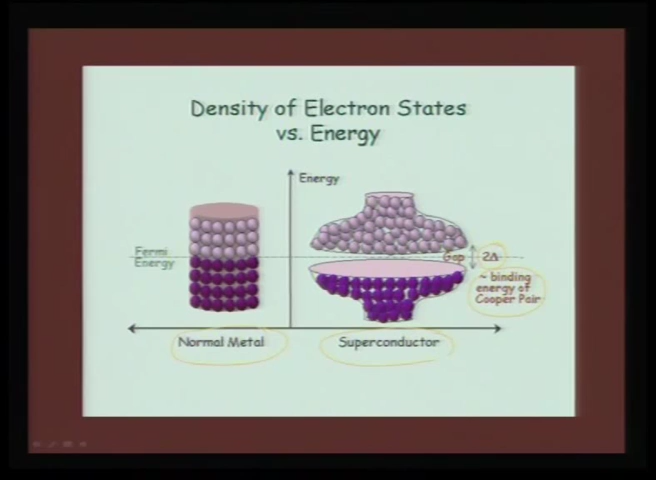 Density of Electron States
vs. Energy
Energy
Fermi
Energy
Gap
2Δ
~ binding
energy of
Cooper Pair
Normal Metal
Superconductor